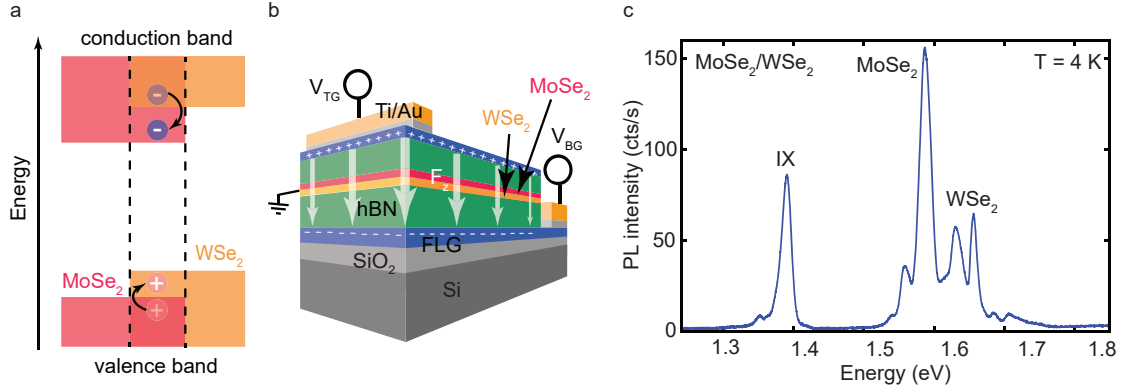 a
conduction band
Energy
−
−
WSe2
MoSe2
+
+
valence band
b
MoSe2
VTG
Ti/Au
WSe2
VBG
+ + + + + + + + + + + + + + + + + + + + + +
Fz
hBN
− − − − − − − − − − − − − −
FLG
SiO2
Si
c
MoSe2/WSe2
MoSe2
T = 4 K
IX
WSe2
PL intensity (cts/s)
150
100
50
0
1.3 1.4 1.5 1.6 1.7 1.8
Energy (eV)